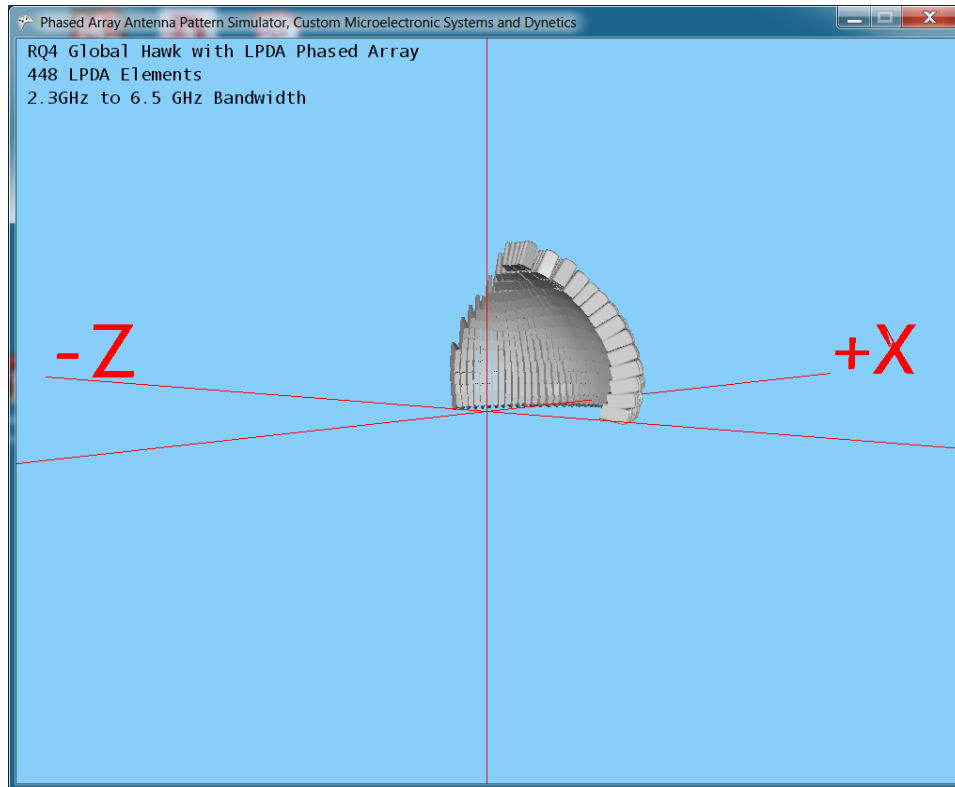 Phased Array Antenna Pattern Simulator, Custom Microelectronic Systems and Dynetics
RQ4 Global Hawk with LPDA Phased Array
448 LPDA Elements
2.3GHz to 6.5 GHz Bandwidth
-Z
+X